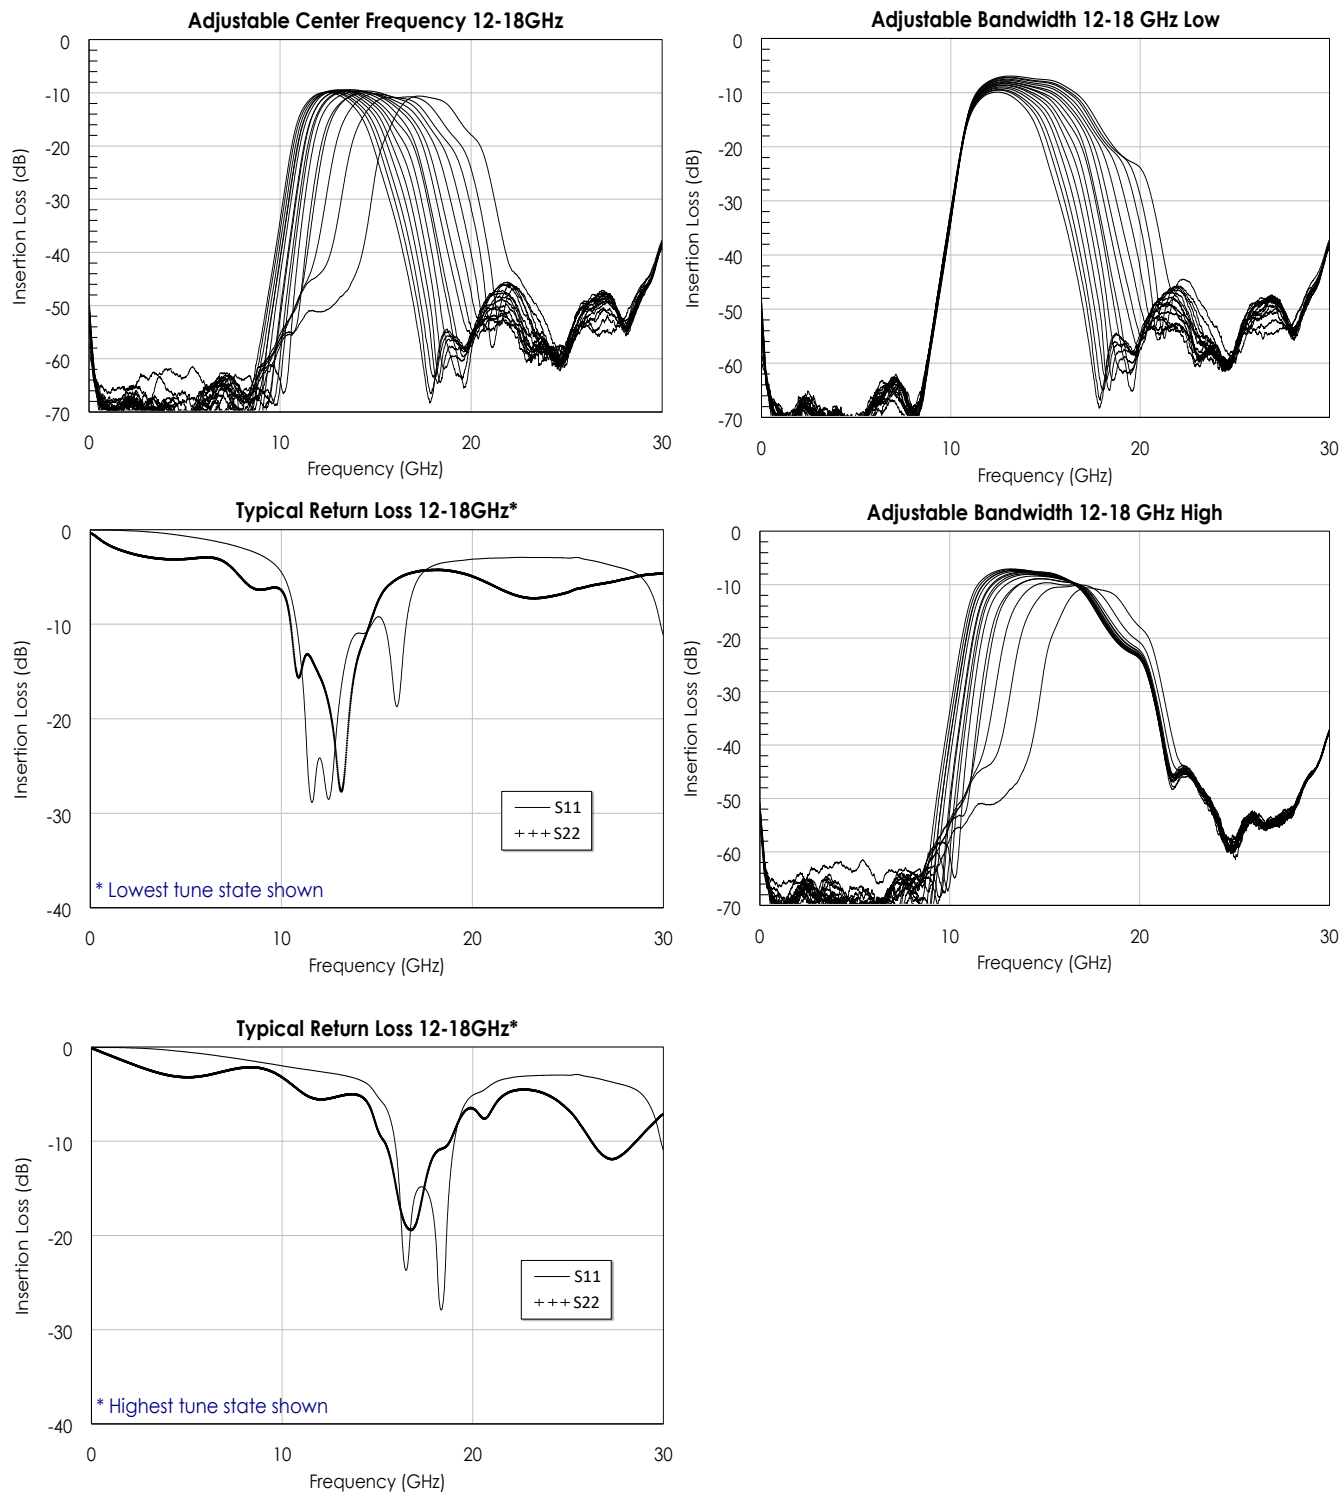 Adjustable Center Frequency 12-18GHz
0
-10
-20
-30
-40
-50
-60
-70
Insertion Loss (dB)
0
10
20
30
Frequency (GHz)
Adjustable Bandwidth 12-18 GHz Low
0
-10
-20
-30
-40
-50
-60
-70
Insertion Loss (dB)
0
10
20
30
Frequency (GHz)
Typical Return Loss 12-18GHz*
0
-10
-20
-30
-40
Insertion Loss (dB)
S11
S22
* Lowest tune state shown
0
10
20
30
Frequency (GHz)
Adjustable Bandwidth 12-18 GHz High
0
-10
-20
-30
-40
-50
-60
-70
Insertion Loss (dB)
0
10
20
30
Frequency (GHz)
Typical Return Loss 12-18GHz*
0
-10
-20
-30
-40
Insertion Loss (dB)
S11
S22
* Highest tune state shown
0
10
20
30
Frequency (GHz)